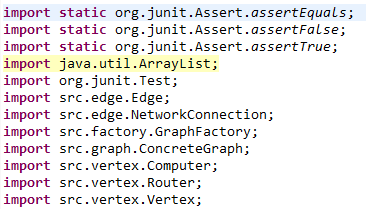 import static org.junit.Assert.assertEquals;
import static org.junit.Assert.assertFalse;
import static org.junit.Assert.assertTrue;
import java.util.ArrayList;
import org.junit.Test;
import src.edge.Edge;
import src.edge.NetworkConnection;
import src.factory.GraphFactory;
import src.graph.ConcreteGraph;
import src.vertex.Computer;
import src.vertex.Router;
import src.vertex.Vertex;